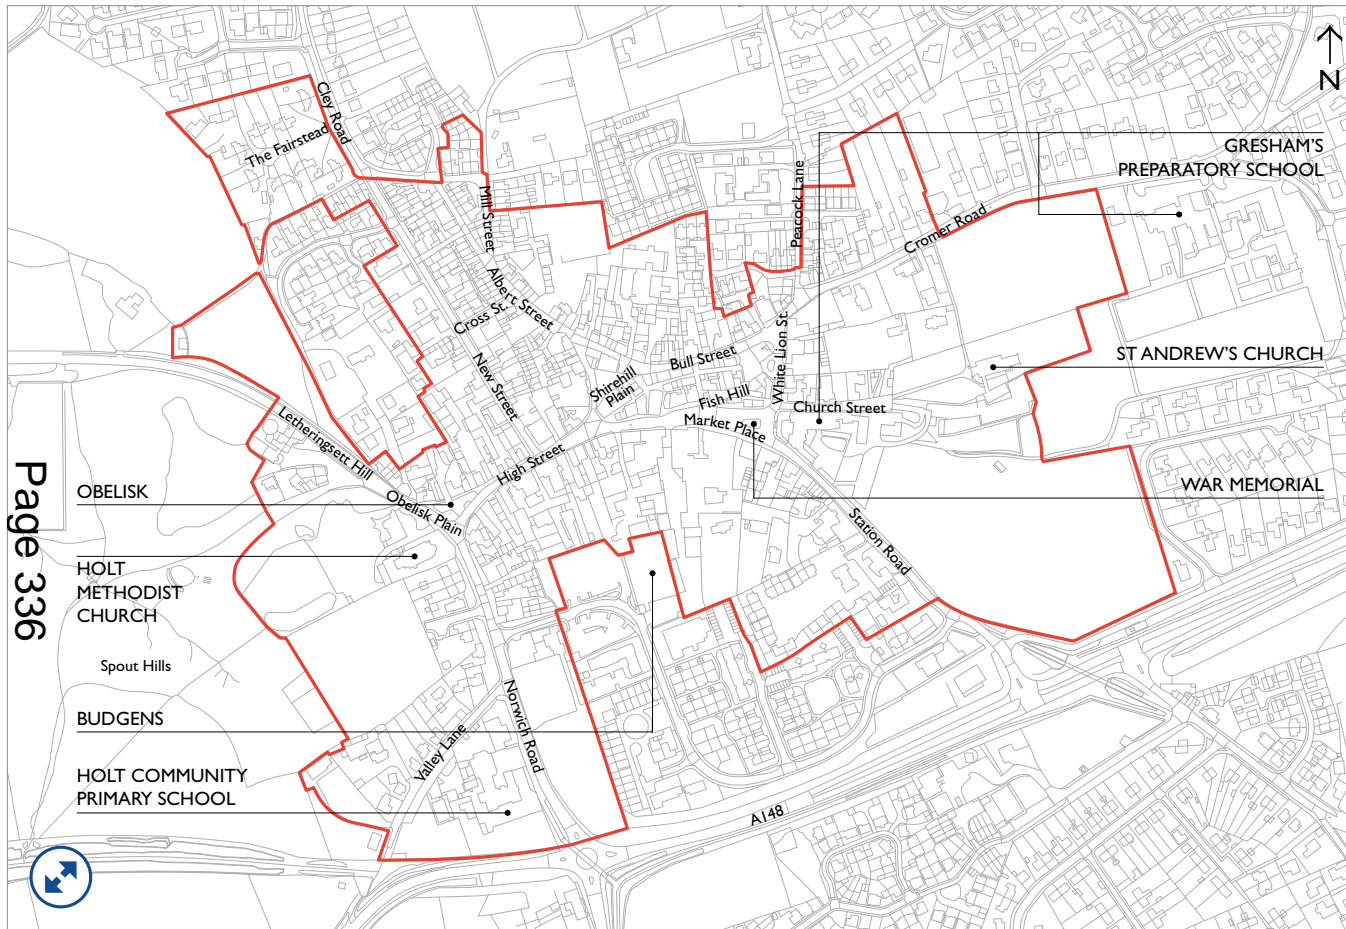 N
GRESHAM'S
PREPARATORY SCHOOL
Cley Road
The Fairstead
Mill Street
Peacock Lane
Cromer Road
Albert Street
Cross St.
New Street
Shirehill
Plain
Bull Street
White Lion St.
Fish Hill
Church Street
Market Place
ST ANDREW'S CHURCH
Letheringsett Hill
High Street
Obelisk Plain
OBELISK
WAR MEMORIAL
Station Road
HOLT
METHODIST
CHURCH
Page 336
Spout Hills
BUDGENS
Valley Lane
Norwich Road
HOLT COMMUNITY
PRIMARY SCHOOL
A148